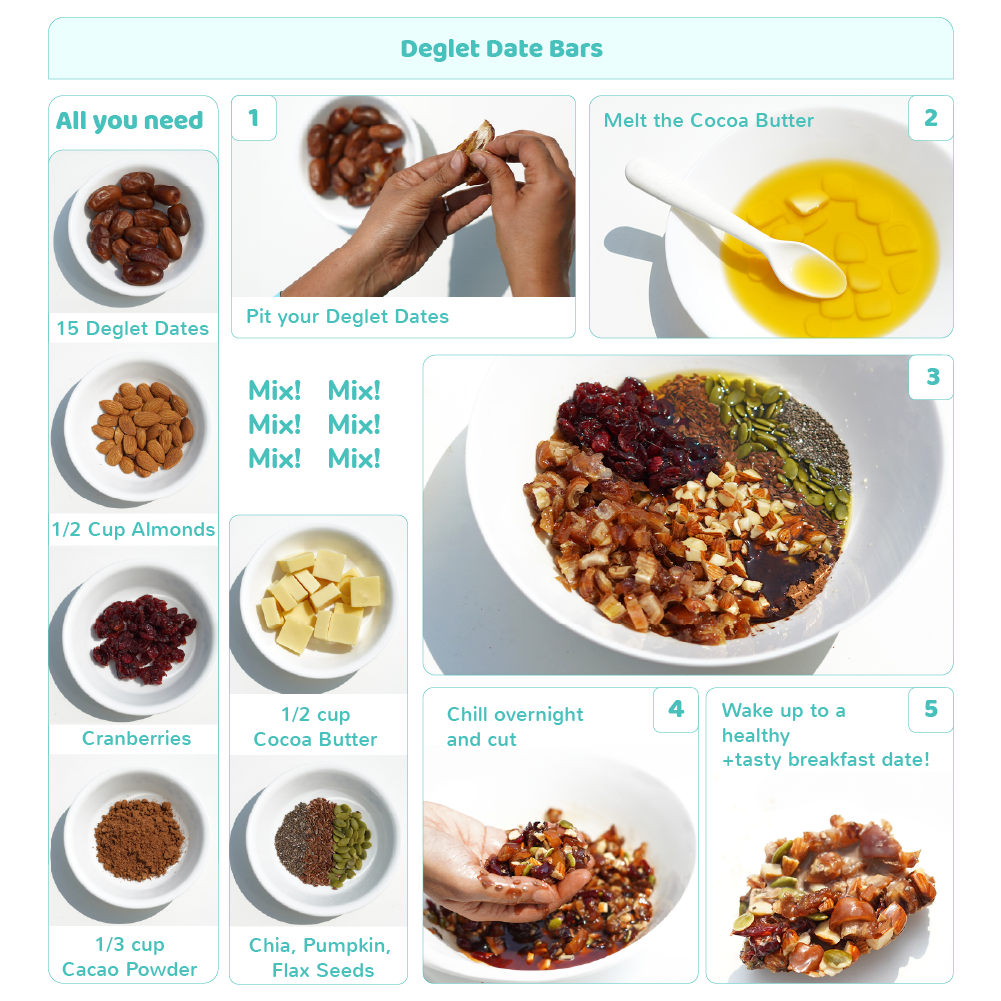 Deglet Date Bars
All you need
15 Deglet Dates
1/2 Cup Almonds
Cranberries
1/3 cup
Cacao Powder
1
Pit your Deglet Dates
2
Melt the Cocoa Butter
Mix! Mix!
Mix! Mix!
Mix! Mix!
1/2 cup
Cocoa Butter
Chia, Pumpkin,
Flax Seeds
3
4
Chill overnight
and cut
5
Wake up to a
healthy
+tasty breakfast date!